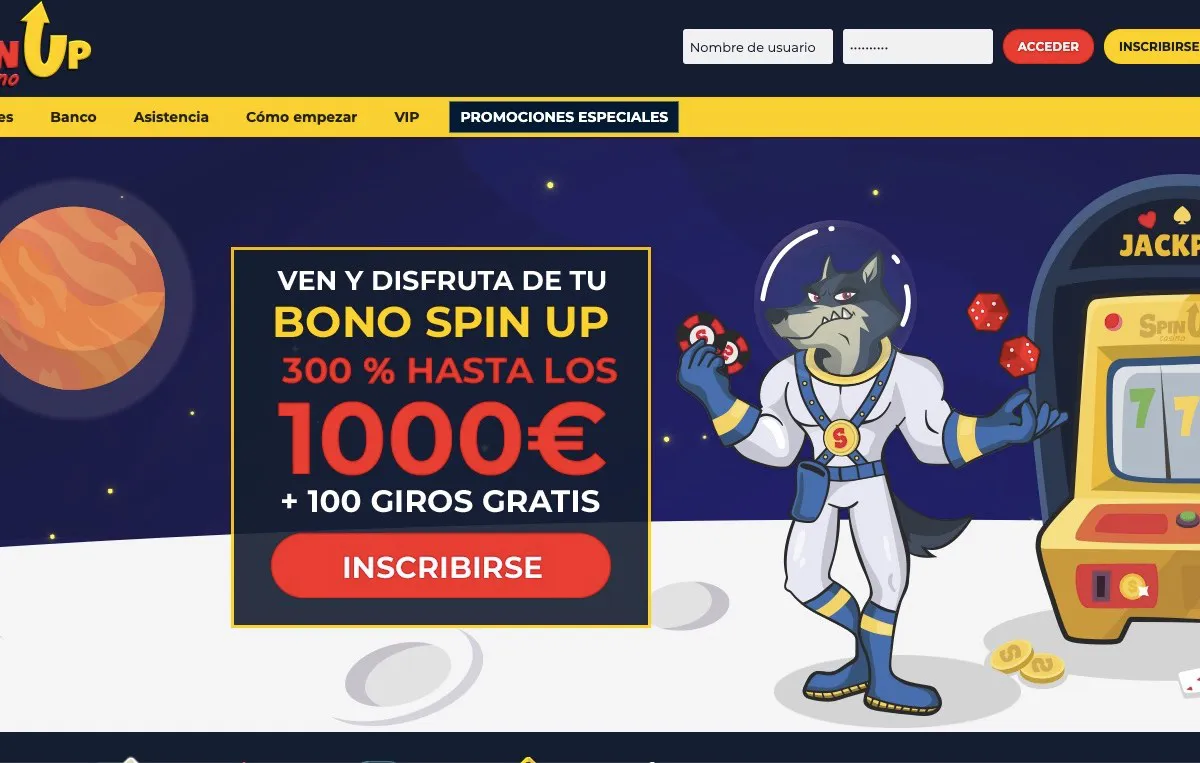 UP
Nombre de usuario
ACCEDER
INSCRIBIRSE
es Banco Asistencia Cómo empezar VIP PROMOCIONES ESPECIALES
VEN Y DISFRUTA DE TU
BONO SPIN UP
300 % HASTA LOS
1000€
+ 100 GIROS GRATIS
INSCRIBIRSE
JACKP
SPIN
casino
7 7
S
S